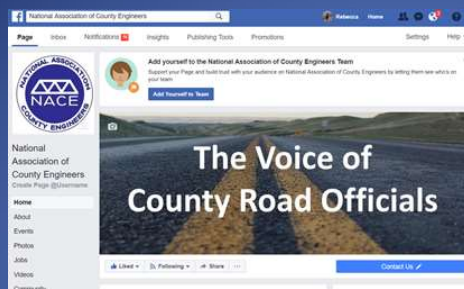 National Association of County Engineers
Rebecca Home
Page Inbox Notifications Insights Publishing Tools Promotions Settings Help
NATIONAL ASSOCIATION
NACE
COUNTY ENGINEERS
Add yourself to the National Association of County Engineers Team
Support your Page and build trust with your audience on National Association of County Engineers by letting them see who's on
your team
Add Yourself to Team
National
Association of
County Engineers
Create Page @Username
Home
About
Events
Photos
Jobs
Videos
Community
The Voice of
County Road Officials
Liked Following Share ...
Contact Us